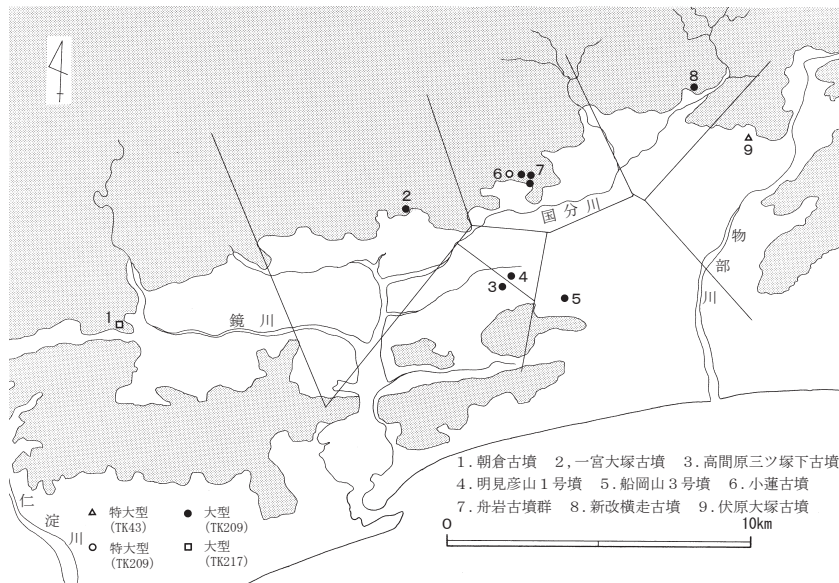 8
9
6
7
2
国分川
物部川
4
3
5
1
鏡川
仁淀川
1.朝倉古墳 2,一宮大塚古墳 3.高間原三ツ塚下古墳
4.明見彦山1号墳 5.船岡山3号墳 6.小蓮古墳
7.舟岩古墳群 8.新改横走古墳 9.伏原大塚古墳
特大型
(TK43)
大型
(TK209)
特大型
(TK209)
大型
(TK217)
0 10km